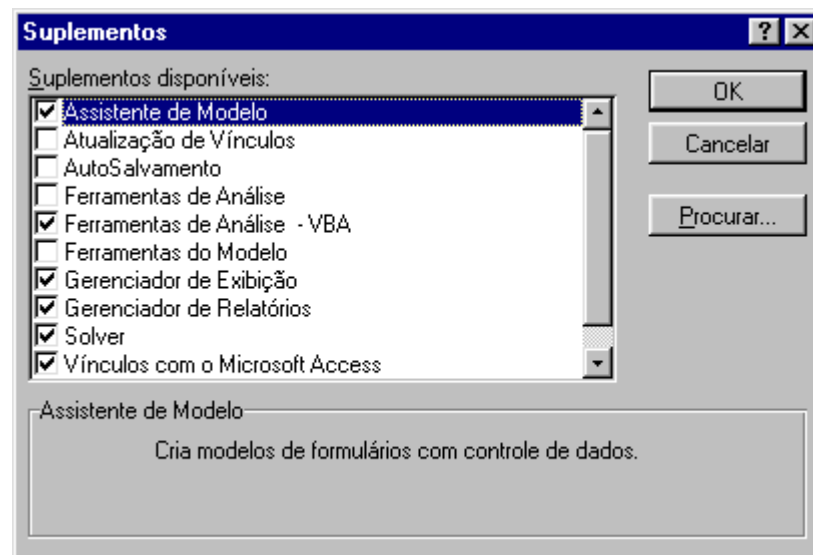 Suplementos
Suplementos disponíveis:
Assistente de Modelo
Atualização de Vínculos
AutoSalvamento
Ferramentas de Análise
Ferramentas de Análise - VBA
Ferramentas do Modelo
Gerenciador de Exibição
Gerenciador de Relatórios
Solver
Vínculos com o Microsoft Access
OK
Cancelar
Procurar...
Assistente de Modelo
Cria modelos de formulários com controle de dados.